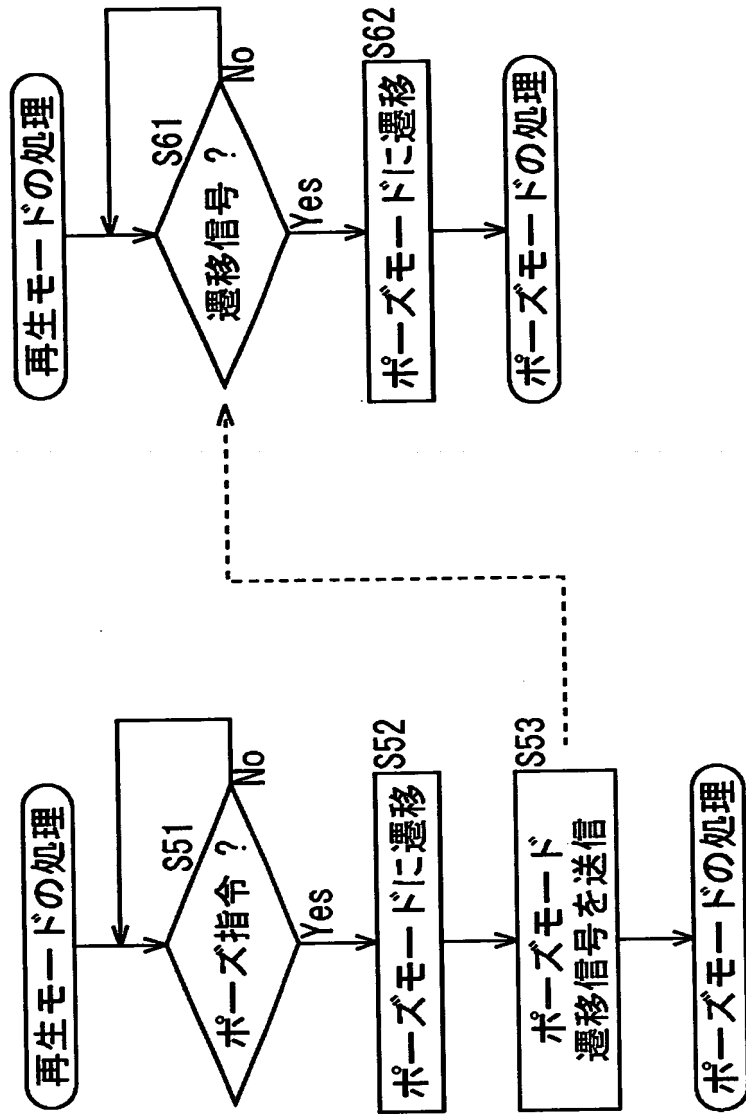 再生モードの処理
S51
ポーズ指令 ?
No
Yes
S52
ポーズモードに遷移
S53
ポーズモード
遷移信号を送信
ポーズモードの処理
再生モードの処理
S61
遷移信号 ?
No
Yes
S62
ポーズモードに遷移
ポーズモードの処理